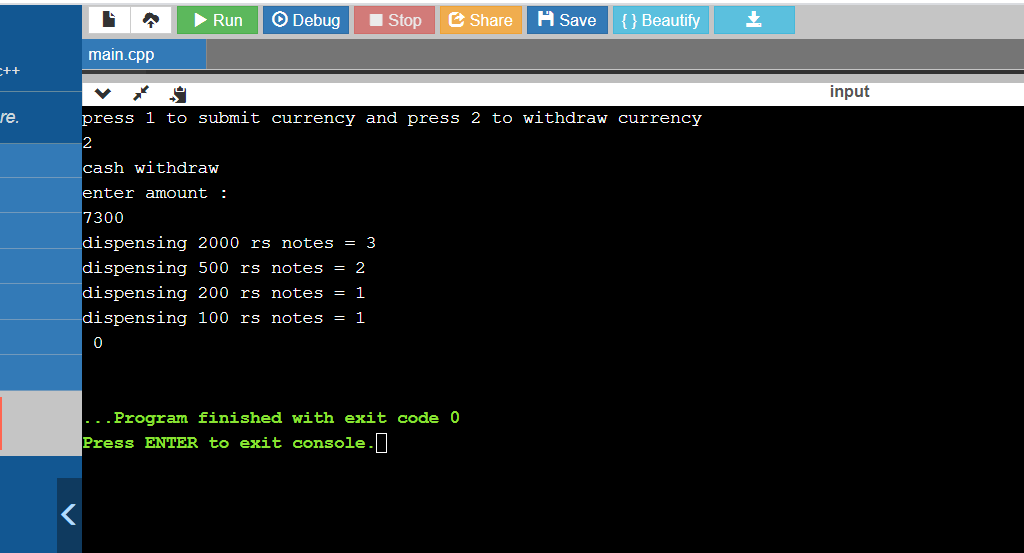 Run Debug Stop Share Save { } Beautify
main.cpp
c++
input
re.
press 1 to submit currency and press 2 to withdraw currency
2
cash withdraw
enter amount :
7300
dispensing 2000 rs notes = 3
dispensing 500 rs notes = 2
dispensing 200 rs notes = 1
dispensing 100 rs notes = 1
0
...Program finished with exit code 0
Press ENTER to exit console.